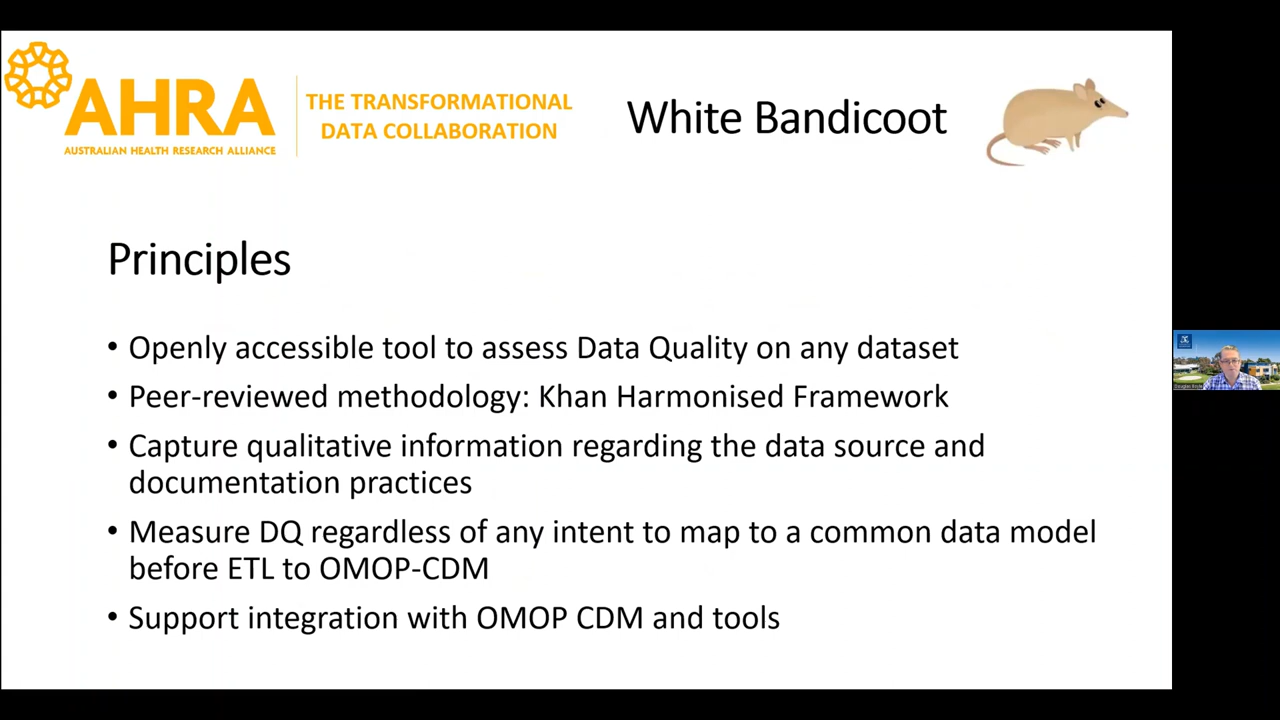 AHRA
AUSTRALIAN HEALTH RESEARCH ALLIANCE
THE TRANSFORMATIONAL
DATA COLLABORATION
White Bandicoot
Principles
• Openly accessible tool to assess Data Quality on any dataset
• Peer-reviewed methodology: Khan Harmonised Framework
• Capture qualitative information regarding the data source and
documentation practices
• Measure DQ regardless of any intent to map to a common data model
before ETL to OMOP-CDM
• Support integration with OMOP CDM and tools
Douglas Boyle